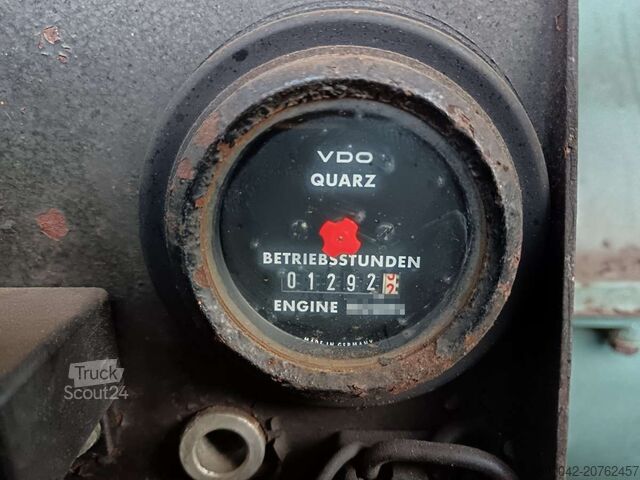 VDO
QUARZ
BETRIEBSSTUNDEN
01292
ENGINE
MADE IN GERMANY
Truck
Scout24
042-20762457